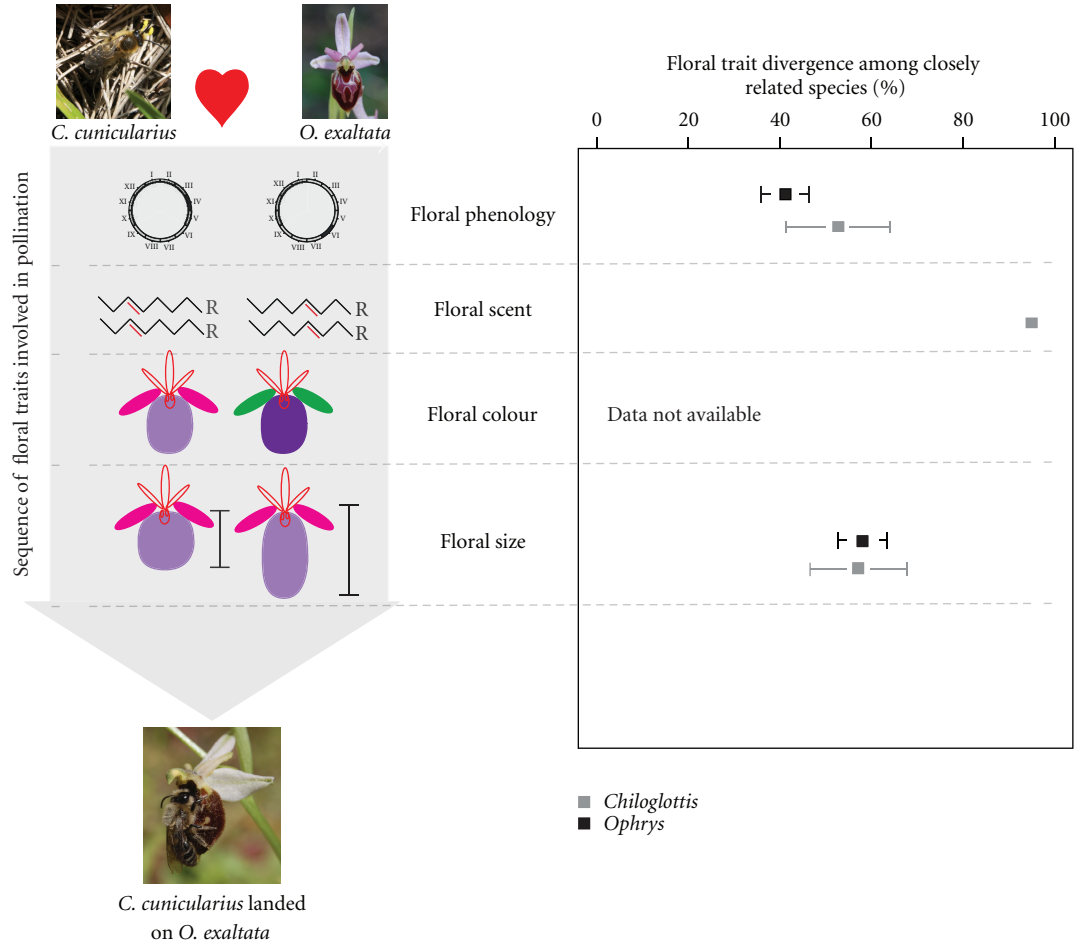 C. cunicularius
O. exaltata
Floral trait divergence among closely
related species (%)
0 20 40 60 80 100
Sequence of floral traits involved in pollination
I II III IV V VI VII VIII IX X XI XII
I II III IV V VI VII VIII IX X XI XII
Floral phenology
R
R
R
R
Floral scent
Floral colour
Data not available
Floral size
Chiloglottis
Ophrys
C. cunicularius landed
on O. exaltata